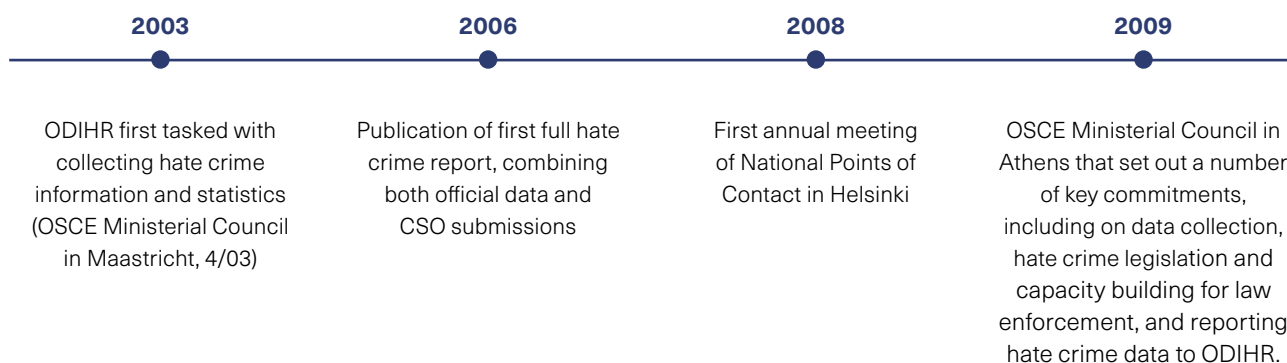 2003
ODIHR first tasked with
collecting hate crime
information and statistics
(OSCE Ministerial Council
in Maastricht, 4/03)
2006
Publication of first full hate
crime report, combining
both official data and
CSO submissions
2008
First annual meeting
of National Points of
Contact in Helsinki
2009
OSCE Ministerial Council in
Athens that set out a number
of key commitments,
including on data collection,
hate crime legislation and
capacity building for law
enforcement, and reporting
hate crime data to ODIHR.